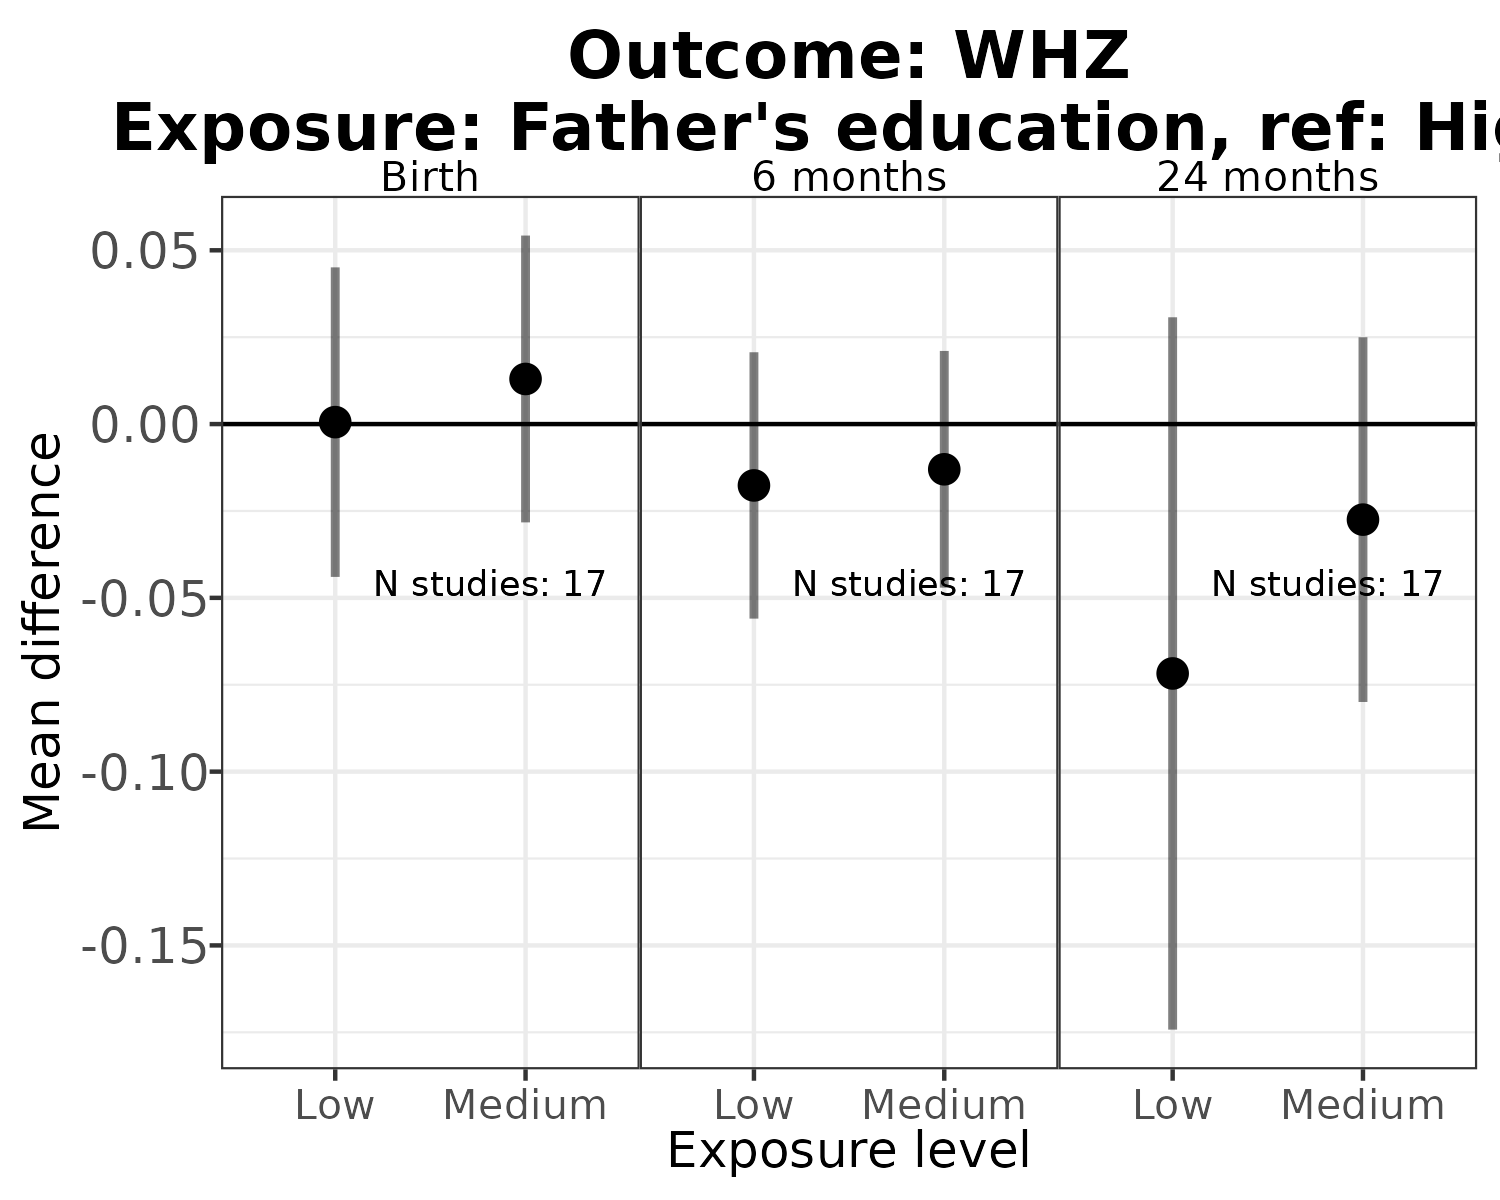 Outcome: WHZ
Exposure: Father's education, ref: Hig
Birth
6 months
24 months
0.05
0.00
-0.05
-0.10
-0.15
Mean difference
N studies: 17
N studies: 17
N studies: 17
Low
Medium
Low
Medium
Low
Medium
Exposure level